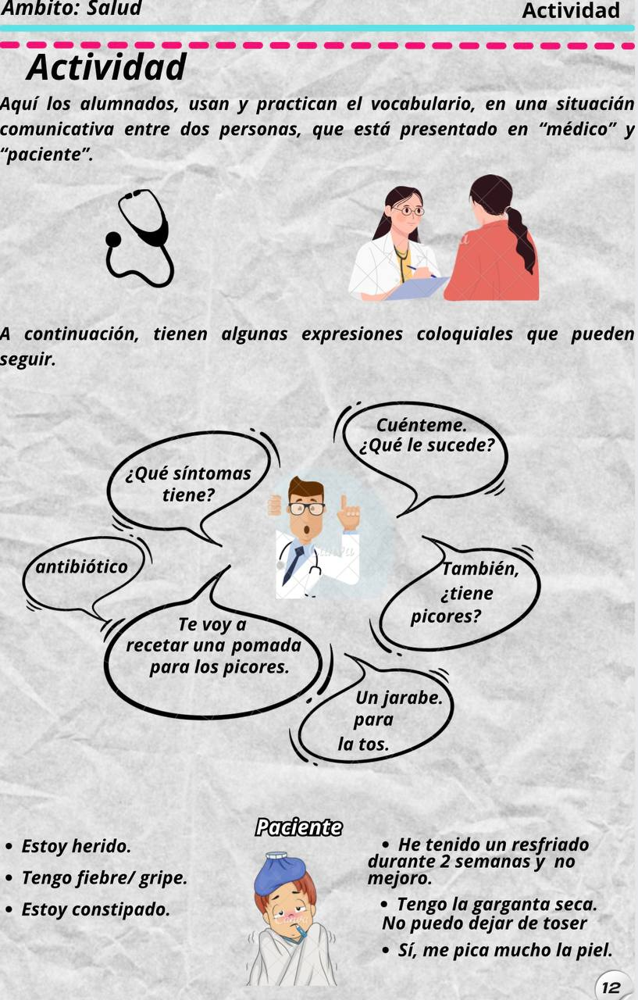 Ambito: Salud
Actividad
Actividad
Aquí los alumnados, usan y practican el vocabulario, en una situacián
comunicativa entre dos personas, que está presentado en “médico” y
“paciente”.
A continuación, tienen algunas expresiones coloquiales que pueden
seguir.
Cuénteme.
¿Qué le sucede?
¿Qué síntomas
tiene?
antibiótico
También,
¿tiene
picores?
Te voy a
recetar una pomada
para los picores.
Un jarabe.
para
la tos.
Paciente
• Estoy herido.
• Tengo fiebre/ gripe.
• Estoy constipado.
• He tenido un resfriado
durante 2 semanas y no
mejoro.
• Tengo la garganta seca.
No puedo dejar de toser
• Sí, me pica mucho la piel.
Canva
Canva
12